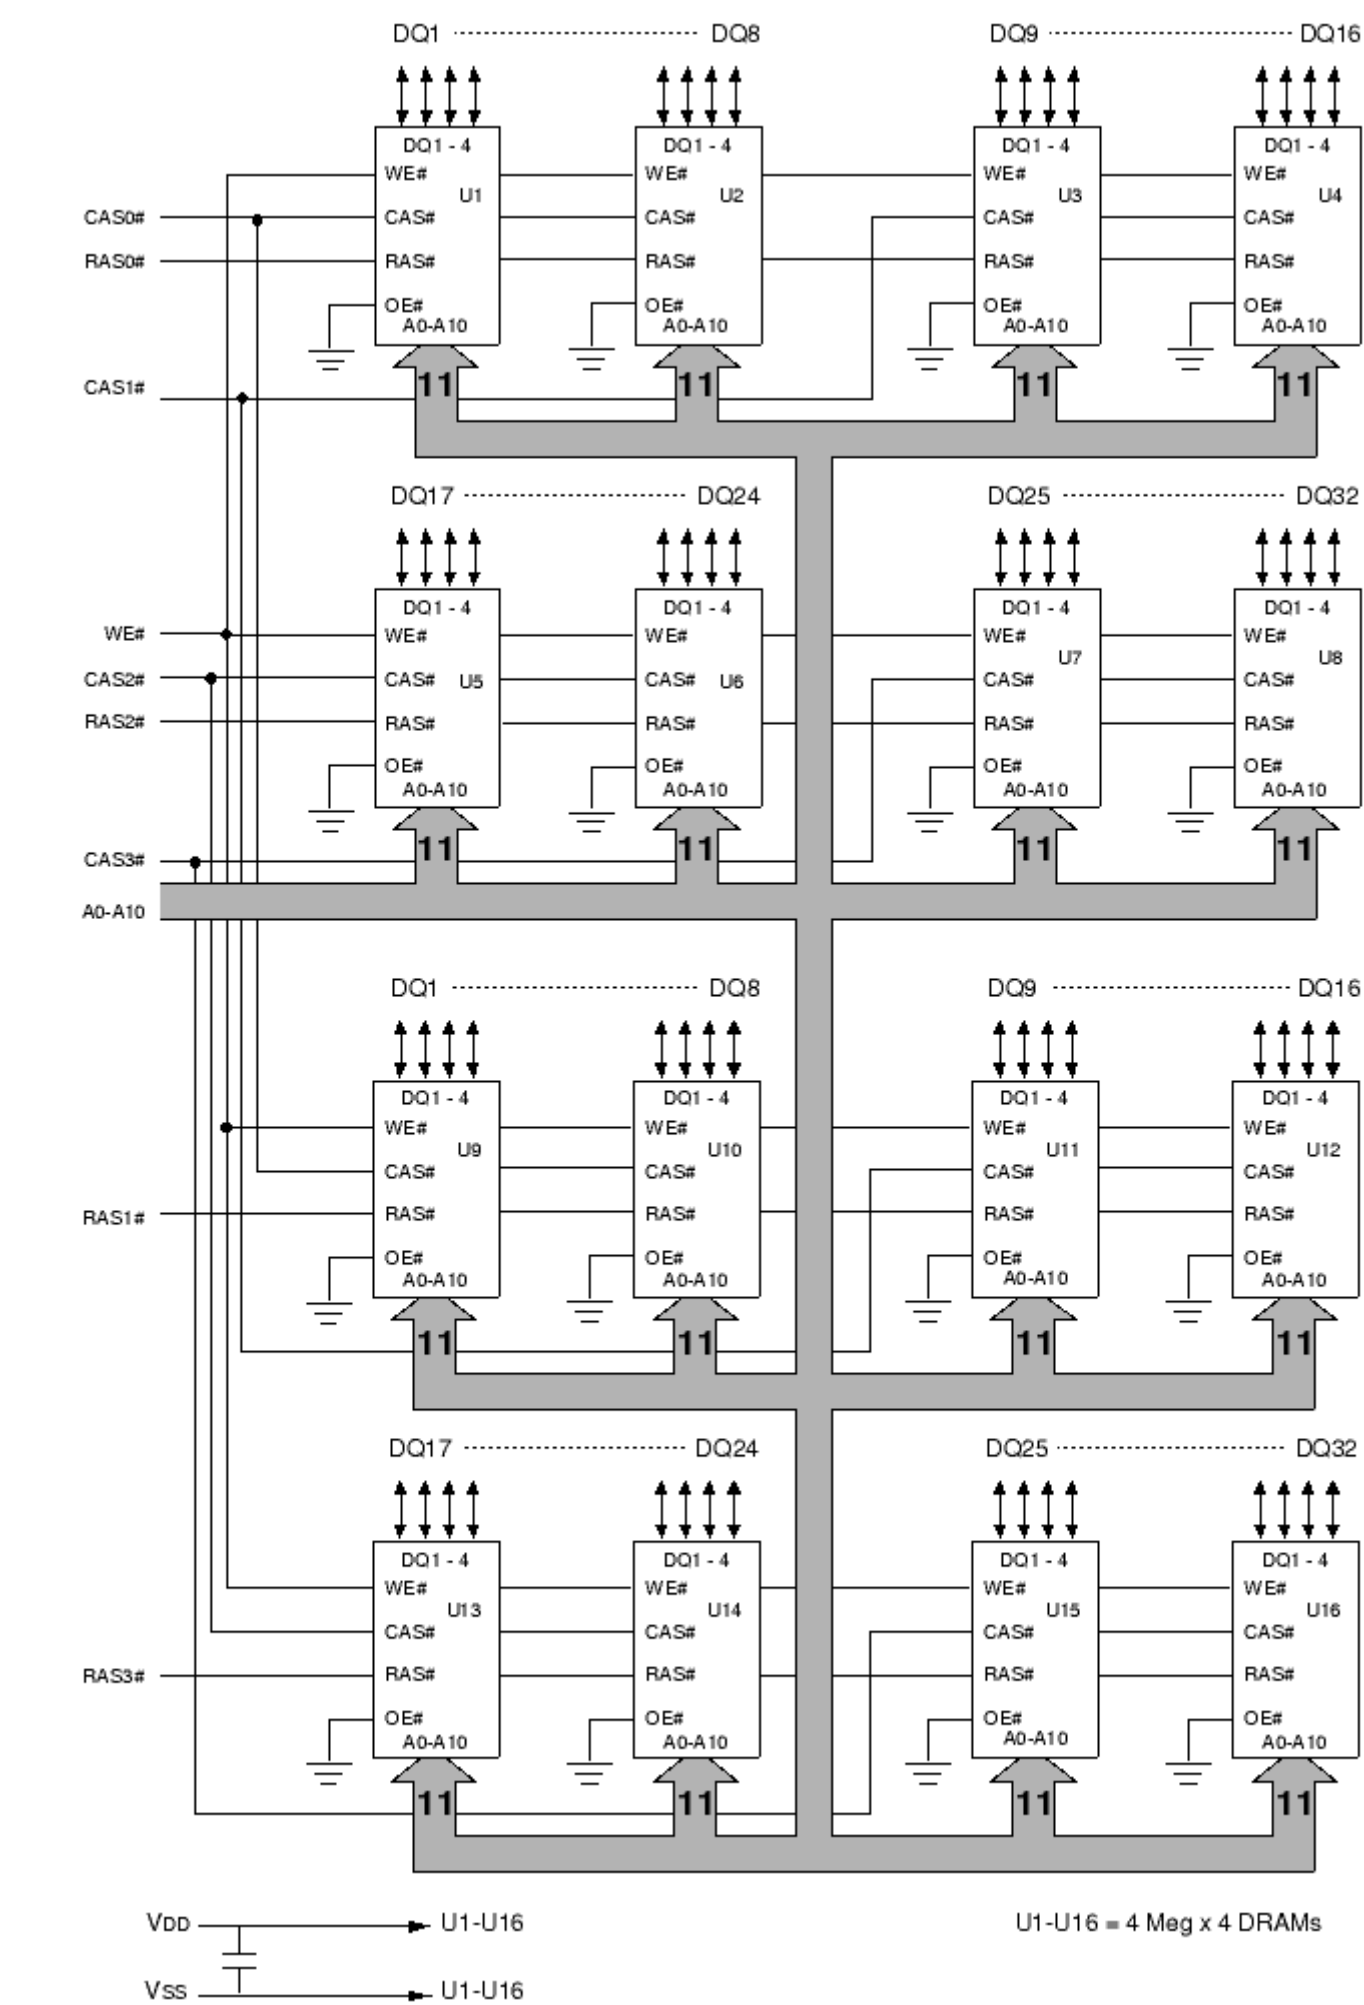 DQ1 DQ8 DQ9 DQ16
DQ1 - 4 DQ1 - 4 DQ1 - 4 DQ1 - 4
WE# WE# WE# WE#
U1 U2 U3 U4
CAS0# CAS# CAS# CAS# CAS#
RAS0# RAS# RAS# RAS# RAS#
OE# OE# OE# OE#
A0-A10 A0-A10 A0-A10 A0-A10
CAS1# 11 11 11 11
DQ17 DQ24 DQ25 DQ32
DQ1 - 4 DQ1 - 4 DQ1 - 4 DQ1 - 4
WE# WE# WE# WE# WE#
U7 U8
CAS2# CAS# U5 CAS# U6 CAS# CAS#
RAS2# RAS# RAS# RAS# RAS#
OE# OE# OE# OE#
A0-A10 A0-A10 A0-A10 A0-A10
CAS3# 11 11 11 11
A0-A10
DQ1 DQ8 DQ9 DQ16
DQ1 - 4 DQ1 - 4 DQ1 - 4 DQ1 - 4
WE# WE# WE# WE#
U9 U10 U11 U12
CAS# CAS# CAS# CAS#
RAS1# RAS# RAS# RAS# RAS#
OE# OE# OE# OE#
A0-A10 A0-A10 A0-A10 A0-A10
11 11 11 11
DQ17 DQ24 DQ25 DQ32
DQ1 - 4 DQ1 - 4 DQ1 - 4 DQ1 - 4
WE# WE# WE# WE#
U13 U14 U15 U16
CAS# CAS# CAS# CAS#
RAS3# RAS# RAS# RAS# RAS#
OE# OE# OE# OE#
A0-A10 A0-A10 A0-A10 A0-A10
11 11 11 11
VDD U1-U16 U1-U16 = 4 Meg x 4 DRAMs
VSS U1-U16